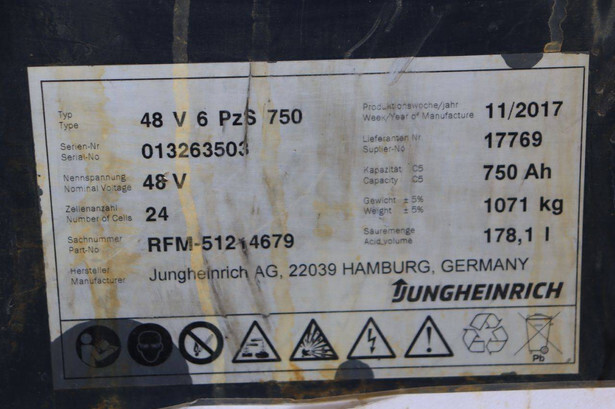 Typ
Type
48 V 6 PzS 750
Produktionswoche/jahr
Week/Year of Manufacture
11/2017
Serien-Nr
Serial-No
013263503
Lieferanten Nr
Suplier-No
17769
Nennspannung
Nominal Voltage
48 V
Kapazität C5
Capacity C5
750 Ah
Zellenanzahl
Number of Cells
24
Gewicht ± 5%
Weight ± 5%
1071 kg
Sachnummer
Part-No
RFM-51214679
Säuremenge
Acid.volume
178,1 l
Hersteller
Manufacturer
Jungheinrich AG, 22039 HAMBURG, GERMANY
JUNGHEINRICH
Pb